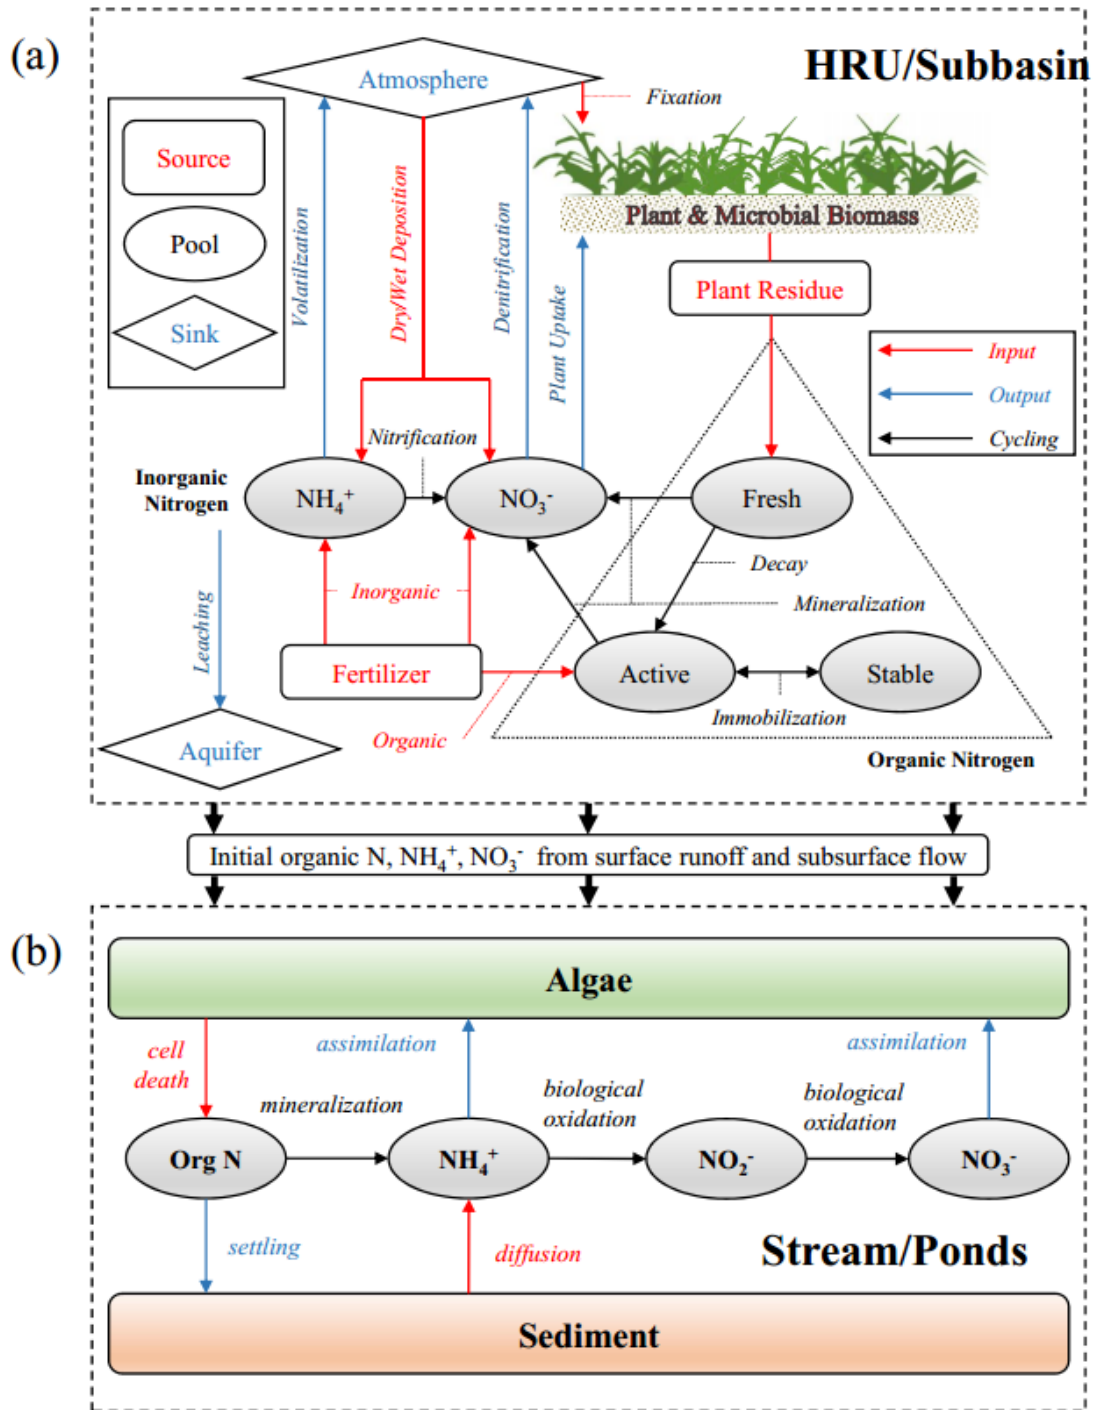 (a)
HRU/Subbasin
Atmosphere
Fixation
Source
Pool
Sink
Volatilization
Dry/Wet Deposition
Denitrification
Plant Uptake
Plant & Microbial Biomass
Plant Residue
Input
Output
Cycling
Nitrification
Inorganic
Nitrogen
NH₄⁺
NO₃⁻
Fresh
Decay
Inorganic
Mineralization
Leaching
Fertilizer
Active
Stable
Immobilization
Organic
Aquifer
Organic Nitrogen
Initial organic N, NH₄⁺, NO₃⁻ from surface runoff and subsurface flow
(b)
Algae
cell
death
assimilation
assimilation
mineralization
biological
oxidation
biological
oxidation
Org N
NH₄⁺
NO₂⁻
NO₃⁻
settling
diffusion
Stream/Ponds
Sediment